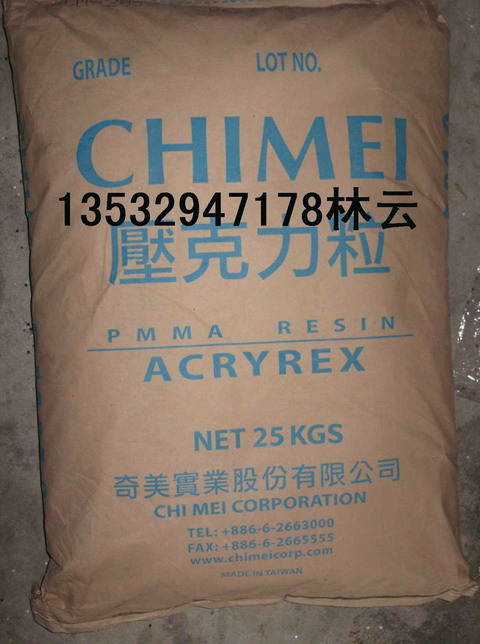 GRADE LOT NO.
CHIMEI
13532947178林云
壓克力粒
PMMA RESIN
ACRYREX
NET 25 KGS
奇美實業股份有限公司
CHI MEI CORPORATION
TEL: +886-6-2663000
FAX: +886-6-2665555
www.chimeicorp.com
MADE IN TAIWAN